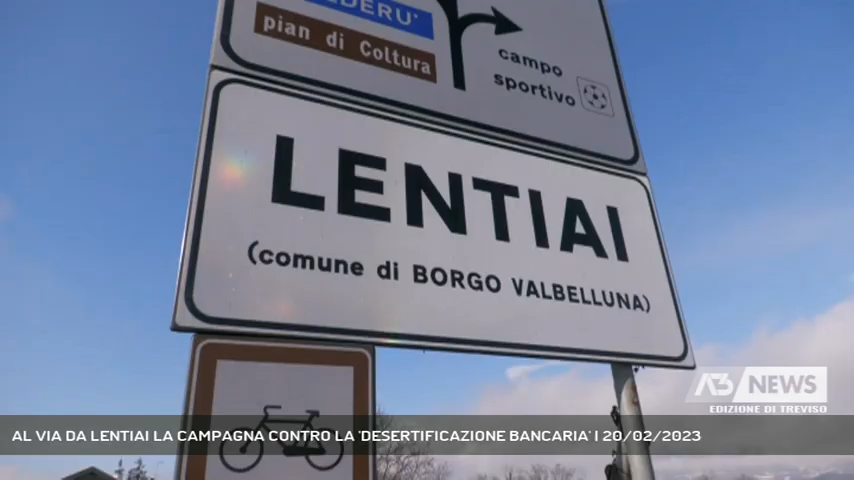 pian di Coltura
campo
sportivo
LENTIAI
(comune di BORGO VALBELLUNA)
A3 NEWS
EDIZIONE DI TREVISO
AL VIA DA LENTIAI LA CAMPAGNA CONTRO LA 'DESERTIFICAZIONE BANCARIA' | 20/02/2023